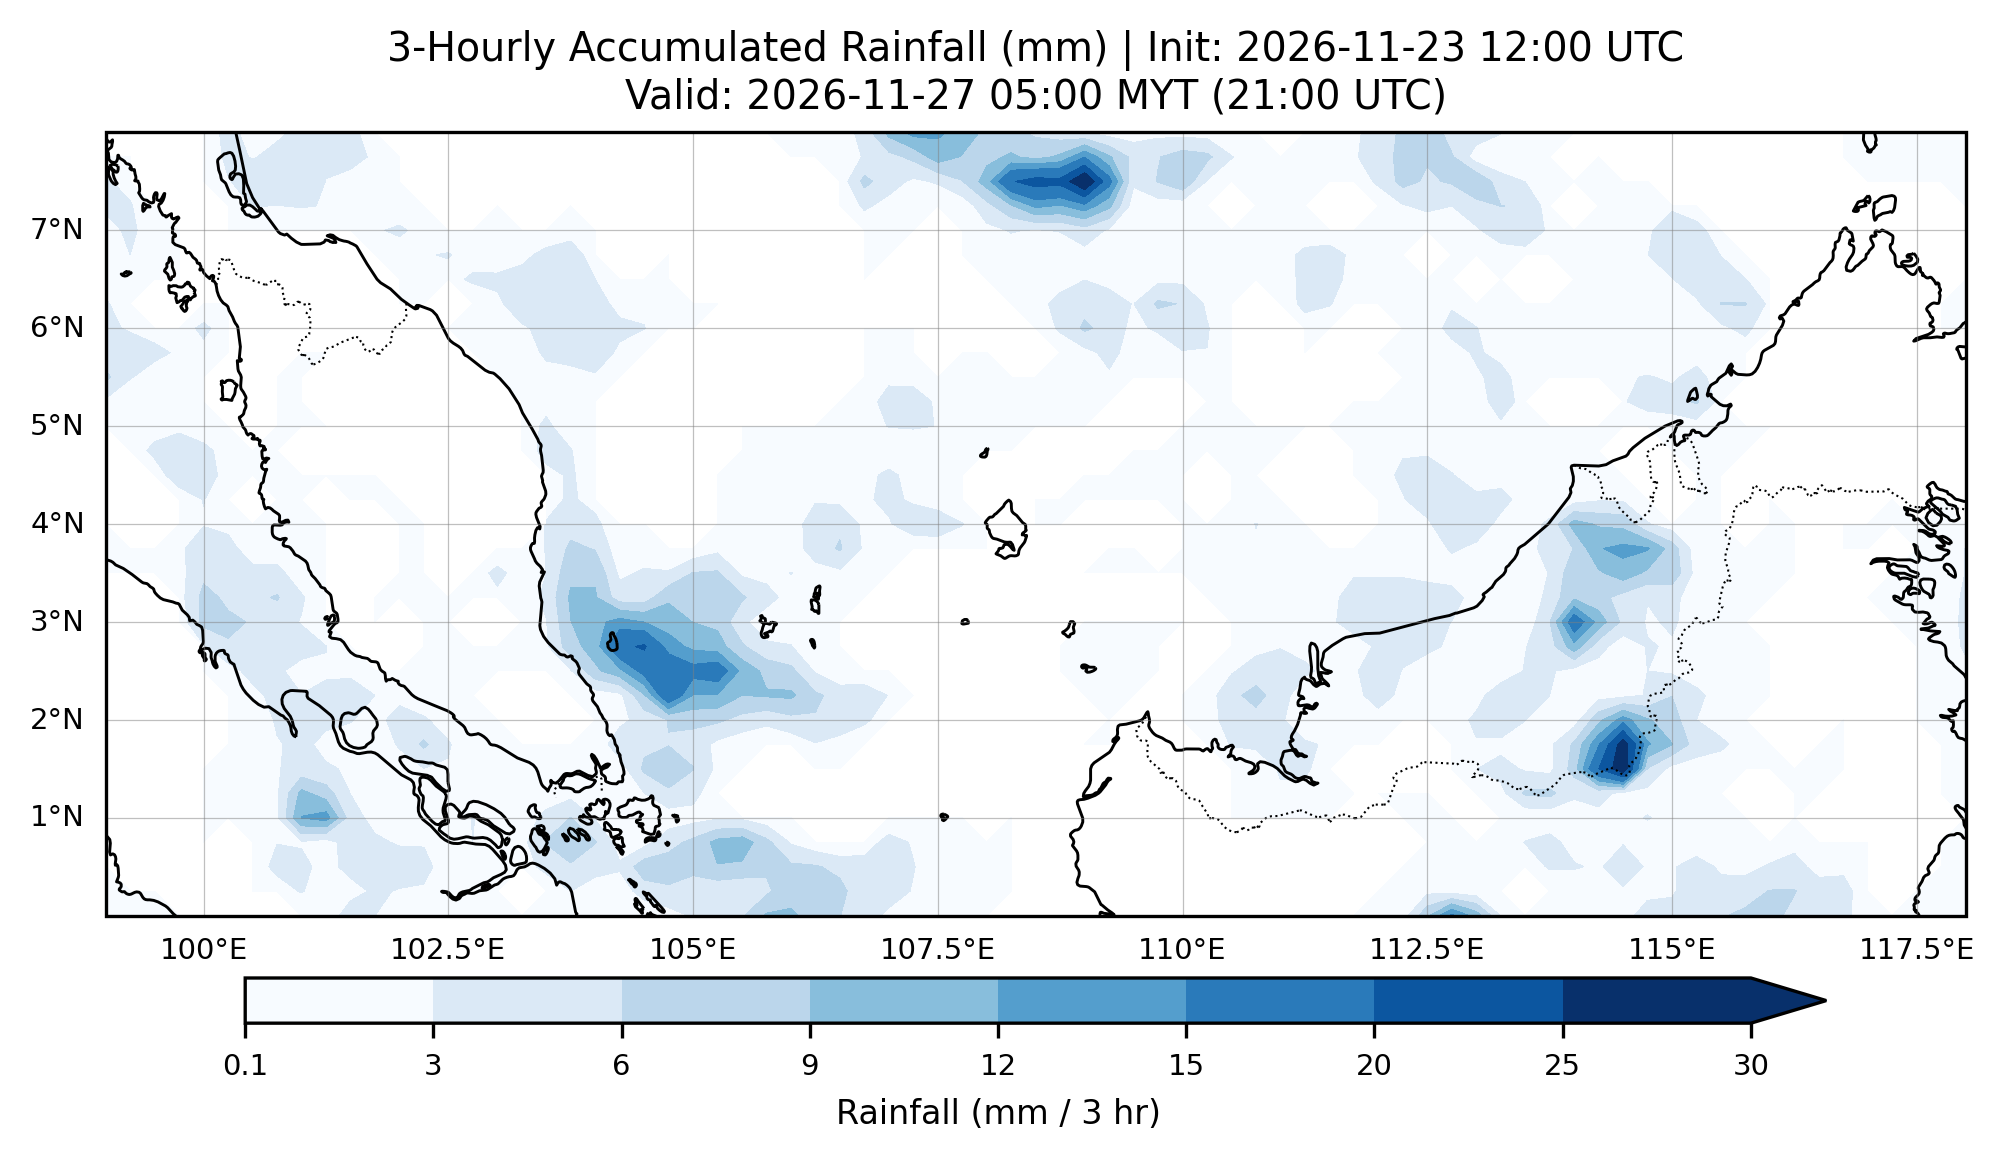 3-Hourly Accumulated Rainfall (mm) | Init: 2026-11-23 12:00 UTC
Valid: 2026-11-27 05:00 MYT (21:00 UTC)
7°N
6°N
5°N
4°N
3°N
2°N
1°N
100°E 102.5°E 105°E 107.5°E 110°E 112.5°E 115°E 117.5°E
0.1 3 6 9 12 15 20 25 30
Rainfall (mm / 3 hr)